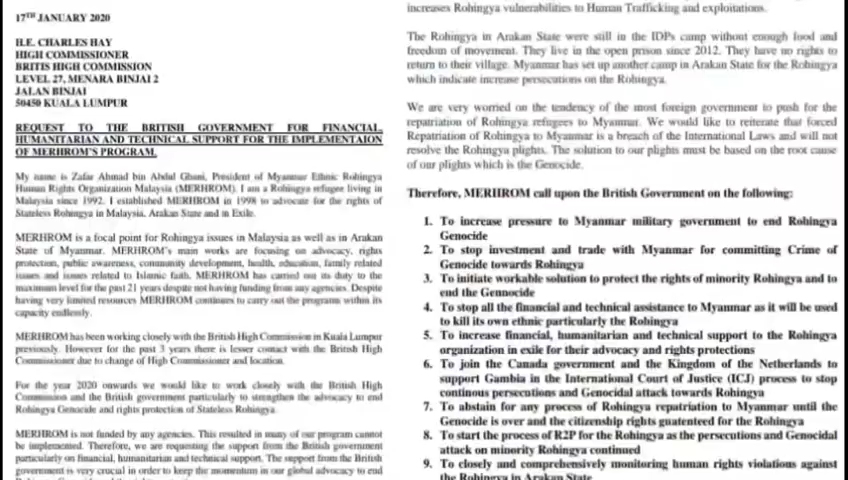 17TH JANUARY 2020
H.E. CHARLES HAY
HIGH COMMISSIONER
BRITIS HIGH COMMISSION
LEVEL 27, MENARA BINJAI 2
JALAN BINJAI
50450 KUALA LUMPUR
REQUEST TO THE BRITISH GOVERNMENT FOR FINANCIAL,
HUMANITARIAN AND TECHNICAL SUPPORT FOR THE IMPLEMENTAION
OF MERHROM'S PROGRAM.
My name is Zafar Ahmad bin Abdul Ghani, President of Myanmar Ethnic Rohingya
Human Rights Organization Malaysia (MERHROM). I am a Rohingya refugee living in
Malaysia since 1992. I established MERHROM in 1998 to advocate for the rights of
Stateless Rohingya in Malaysia, Arakan State and in Exile.
MERHROM is a focal point for Rohingya issues in Malaysia as well as in Arakan
State of Myanmar. MERHROM's main works are focusing on advocacy, rights
protection, public awareness, community development, health, education, family related
issues and issues related to Islamic faith. MERHROM has carried out its duty to the
maximum level for the past 21 years despite not having funding from any agencies. Despite
having very limited resources MERHROM continues to carry out the programs within its
capacity endlessly.
MERHROM has been working closely with the British High Commission in Kuala Lumpur
previously. However for the past 3 years there is lesser contact with the British High
Commissioner due to change of High Commissioner and location.
For the year 2020 onwards we would like to work closely with the British High
Commission and the British government particularly to strengthen the advocacy to end
Rohingya Genocide and rights protection of Stateless Rohingya.
MERHROM is not funded by any agencies. This resulted in many of our program cannot
be implemented. Therefore, we are requesting the support from the British government
particularly on financial, humanitarian and technical support. The support from the British
government is very crucial in order to keep the momentum in our global advocacy to end
increases Rohingya vulnerabilities to Human Trafficking and exploitations.
The Rohingya in Arakan State were still in the IDPs camp without enough food and
freedom of movement. They live in the open prison since 2012. They have no rights to
return to their village. Myanmar has set up another camp in Arakan State for the Rohingya
which indicate increase persecutions on the Rohingya.
We are very worried on the tendency of the most foreign government to push for the
repatriation of Rohingya refugees to Myanmar. We would like to reiterate that forced
Repatriation of Rohingya to Myanmar is a breach of the International Laws and will not
resolve the Rohingya plights. The solution to our plights must be based on the root cause
of our plights which is the Genocide.
Therefore, MERHROM call upon the British Government on the following:
1. To increase pressure to Myanmar military government to end Rohingya
Genocide
2. To stop investment and trade with Myanmar for committing Crime of
Genocide towards Rohingya
3. To initiate workable solution to protect the rights of minority Rohingya and to
end the Gennocide
4. To stop all the financial and technical assistance to Myanmar as it will be used
to kill its own ethnic particularly the Rohingya
5. To increase financial, humanitarian and technical support to the Rohingya
organization in exile for their advocacy and rights protections
6. To join the Canada government and the Kingdom of the Netherlands to
support Gambia in the International Court of Justice (ICJ) process to stop
continous persecutions and Genocidal attack towards Rohingya
7. To abstain for any process of Rohingya repatriation to Myanmar until the
Genocide is over and the citizenship rights guatenteed for the Rohingya
8. To start the process of R2P for the Rohingya as the persecutions and Genocidal
attack on minority Rohingya continued
9. To closely and comprehensively monitoring human rights violations against
the Rohingya in Arakan State